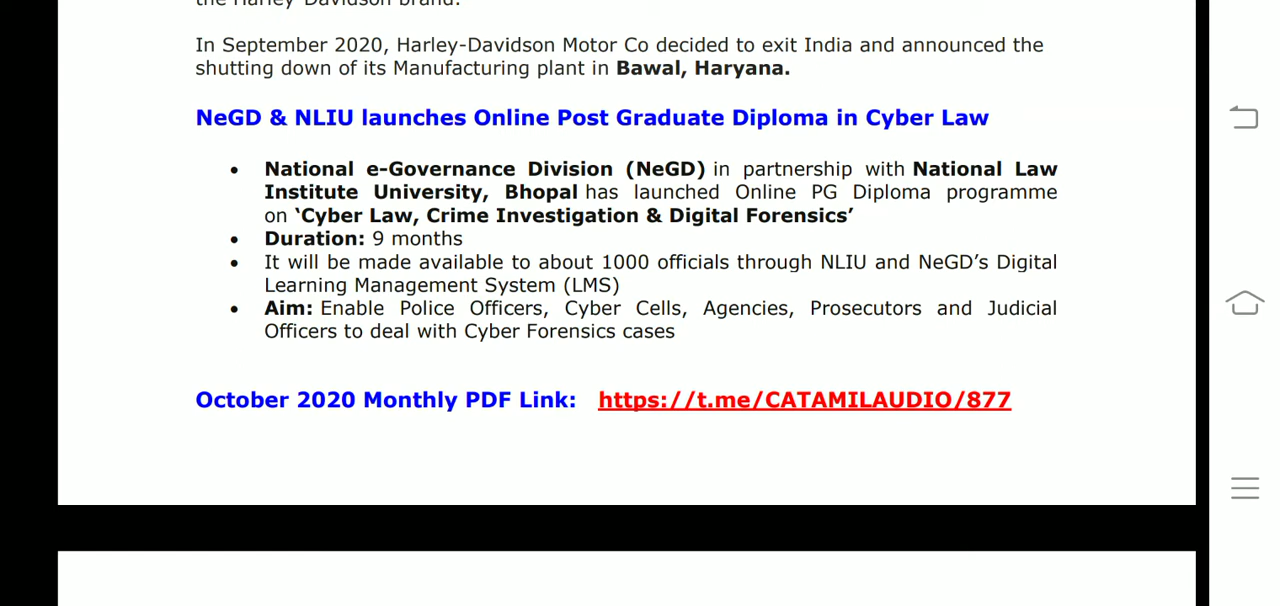 the Harley-Davidson brand.
In September 2020, Harley-Davidson Motor Co decided to exit India and announced the
shutting down of its Manufacturing plant in Bawal, Haryana.
NeGD & NLIU launches Online Post Graduate Diploma in Cyber Law
• National e-Governance Division (NeGD) in partnership with National Law
Institute University, Bhopal has launched Online PG Diploma programme
on ‘Cyber Law, Crime Investigation & Digital Forensics’
• Duration: 9 months
• It will be made available to about 1000 officials through NLIU and NeGD’s Digital
Learning Management System (LMS)
• Aim: Enable Police Officers, Cyber Cells, Agencies, Prosecutors and Judicial
Officers to deal with Cyber Forensics cases
October 2020 Monthly PDF Link: https://t.me/CATAMILAUDIO/877